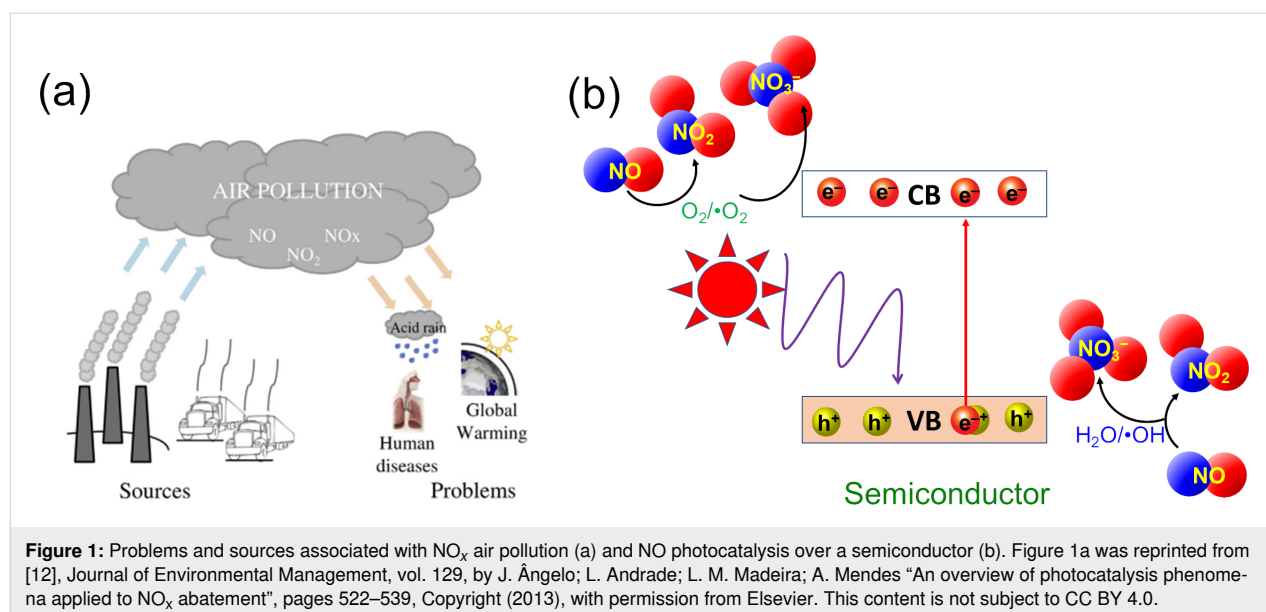 (a)
AIR POLLUTION
NO
NOx
NO₂
Acid rain
Human
diseases
Global
Warming
Sources
Problems
(b)
NO₃⁻
NO₂
NO
O₂/•O₂
e⁻ e⁻ CB e⁻ e⁻
h⁺ h⁺ VB e⁻ h⁺ h⁺
NO₃⁻
NO₂
H₂O/•OH
NO
Semiconductor
Figure 1: Problems and sources associated with NOₓ air pollution (a) and NO photocatalysis over a semiconductor (b). Figure 1a was reprinted from
[12], Journal of Environmental Management, vol. 129, by J. Ângelo; L. Andrade; L. M. Madeira; A. Mendes “An overview of photocatalysis phenome-
na applied to NOₓ abatement”, pages 522–539, Copyright (2013), with permission from Elsevier. This content is not subject to CC BY 4.0.